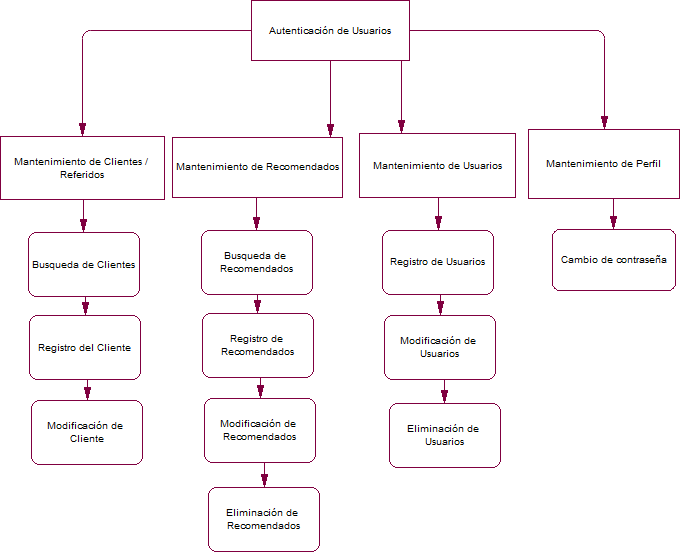 Autenticación de Usuarios
Mantenimiento de Clientes /
Referidos
Mantenimiento de Recomendados
Mantenimiento de Usuarios
Mantenimiento de Perfil
Busqueda de Clientes
Busqueda de
Recomendados
Registro de Usuarios
Cambio de contraseña
Registro del Cliente
Registro de
Recomendados
Modificación de
Usuarios
Modificación de
Cliente
Modificación de
Recomendados
Eliminación de
Usuarios
Eliminación de
Recomendados